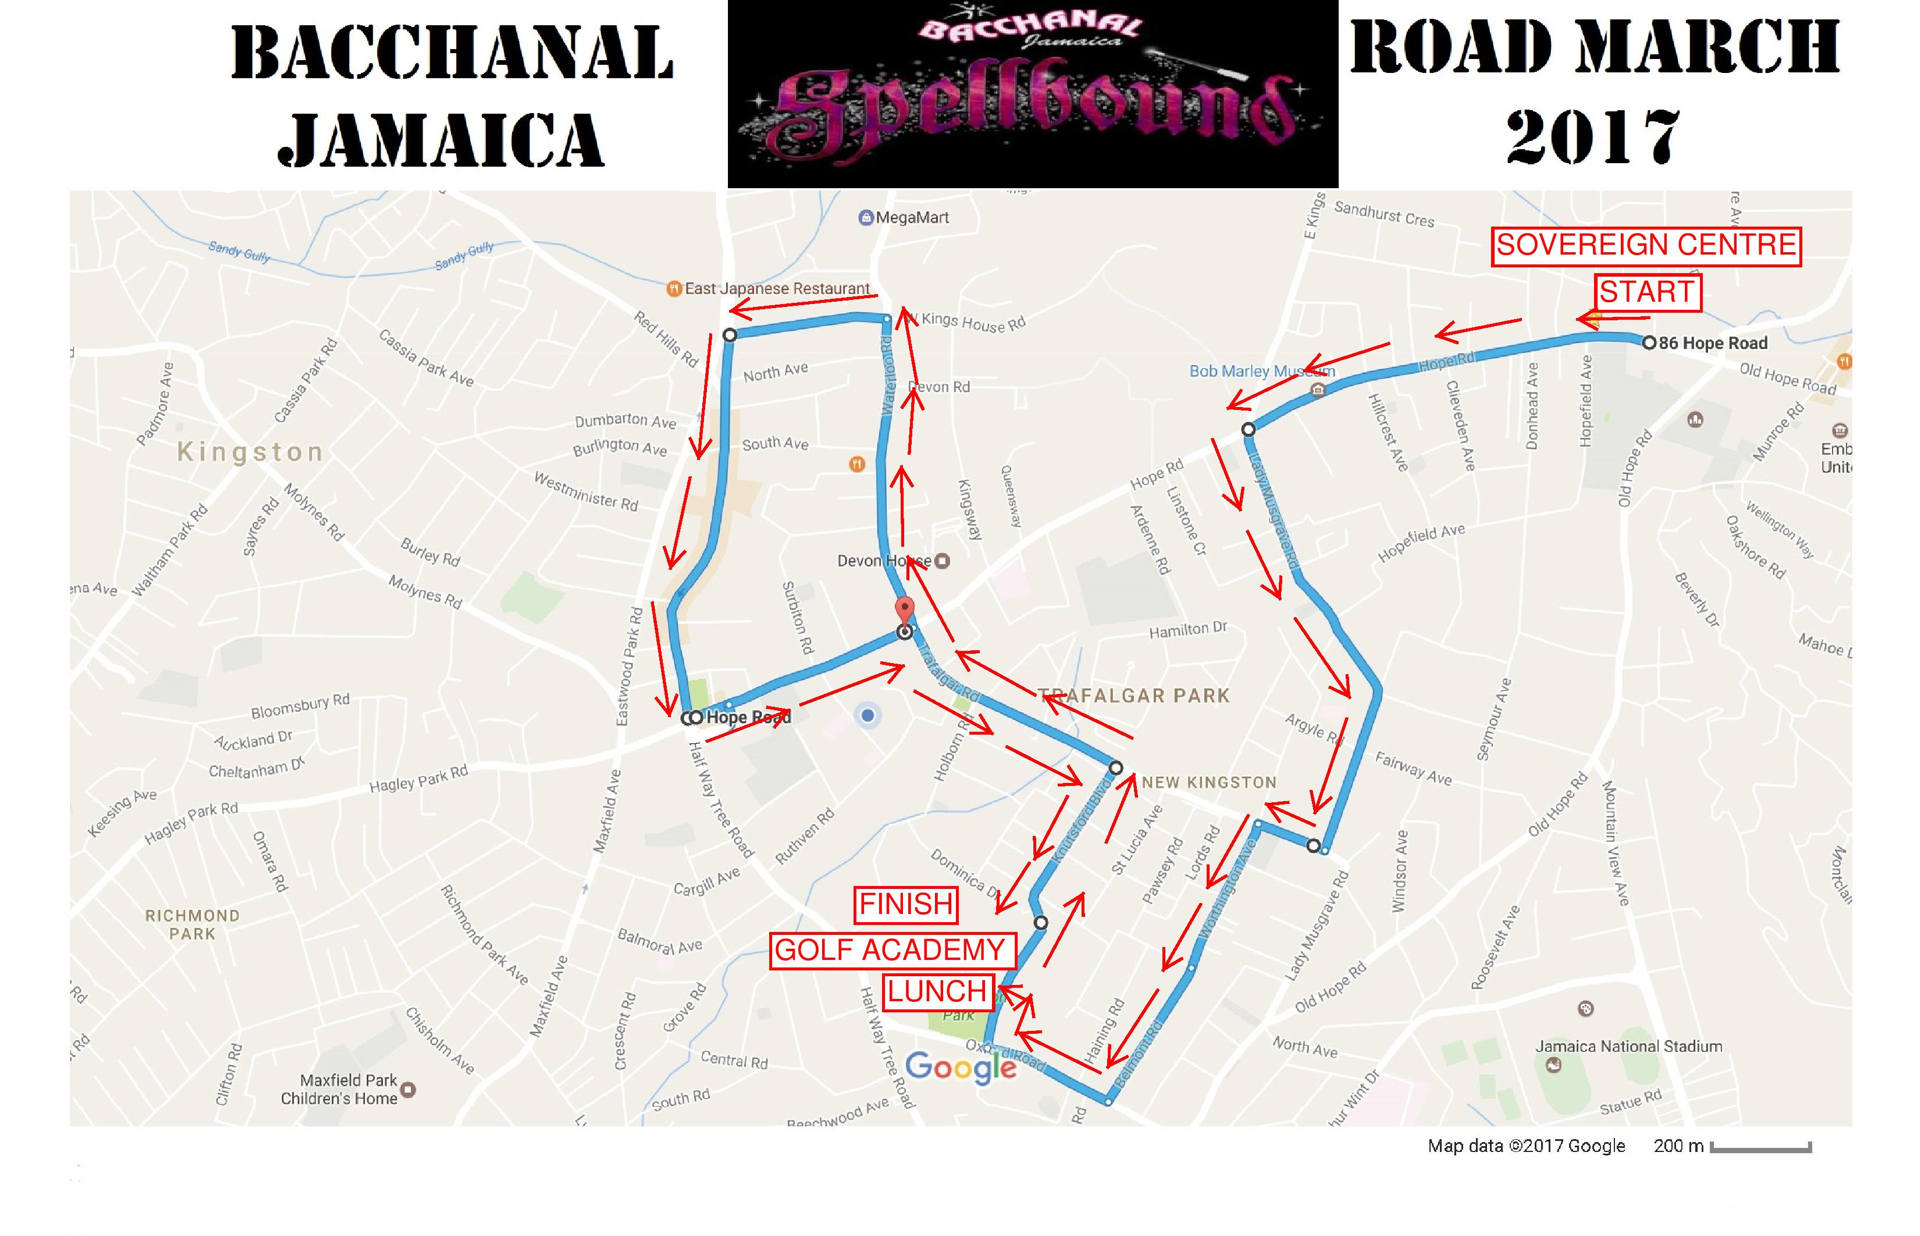 BACCHANAL
JAMAICA
BACCHANAL
Jamaica
Spellbound
ROAD MARCH
2017
SOVEREIGN CENTRE
START
86 Hope Road
MegaMart
Sandhurst Cres
E Kings
Sandy Gully
Sandy Gully
East Japanese Restaurant
Kings House Rd
Red Hills Rd
Cassia Park Ave
Cassia Park Rd
Padmore Ave
North Ave
Devon Rd
Waterloo Rd
Bob Marley Museum
Hope Rd
Old Hope Road
Hillcrest Ave
Clieveden Ave
Donhead Ave
Hopefield Ave
Munroe Rd
Old Hope Rd
Dumbarton Ave
Burlington Ave
South Ave
Kingston
Westminister Rd
Hope Rd
Linstone Cr
Ardenne Rd
Kingsway
Queensway
Lady Musgrave Rd
Hopefield Ave
Wellington Way
Oakshore Rd
Emb
Unit
Molynes Rd
Sayres Rd
Waltham Park Rd
Burley Rd
Molynes Rd
ena Ave
Devon House
Surbiton Rd
Eastwood Park Rd
Hamilton Dr
Beverly Dr
Mahoe
Trafalgar Rd
TRAFALGAR PARK
Hope Road
Bloomsbury Rd
Auckland Dr
Cheltenham Dr
Hagley Park Rd
Hagley Park Rd
Keesing Ave
Holborn Rd
Argyle Rd
Fairway Ave
Seymour Ave
NEW KINGSTON
Half Way Tree Road
Maxfield Ave
Ruthven Rd
Knutsford Blvd
St Lucia Ave
Pawsey Rd
Lords Rd
Worthington Ave
Windsor Ave
Old Hope Rd
Mountain View Ave
Omara Rd
Cargill Ave
Dominica Dr
FINISH
GOLF ACADEMY
LUNCH
Park
RICHMOND
PARK
Richmond Park Ave
Balmoral Ave
Lady Musgrave Rd
Roosevelt Ave
Old Hope Rd
Maxfield Ave
Grove Rd
Crescent Rd
Chisholm Ave
Half Way Tree Road
Haining Rd
Belmont Rd
North Ave
Jamaica National Stadium
Clifton Rd
Central Rd
Google
Maxfield Park
Children's Home
South Rd
Beechwood Ave
Rd
Statue Rd
Map data ©2017 Google
200 m